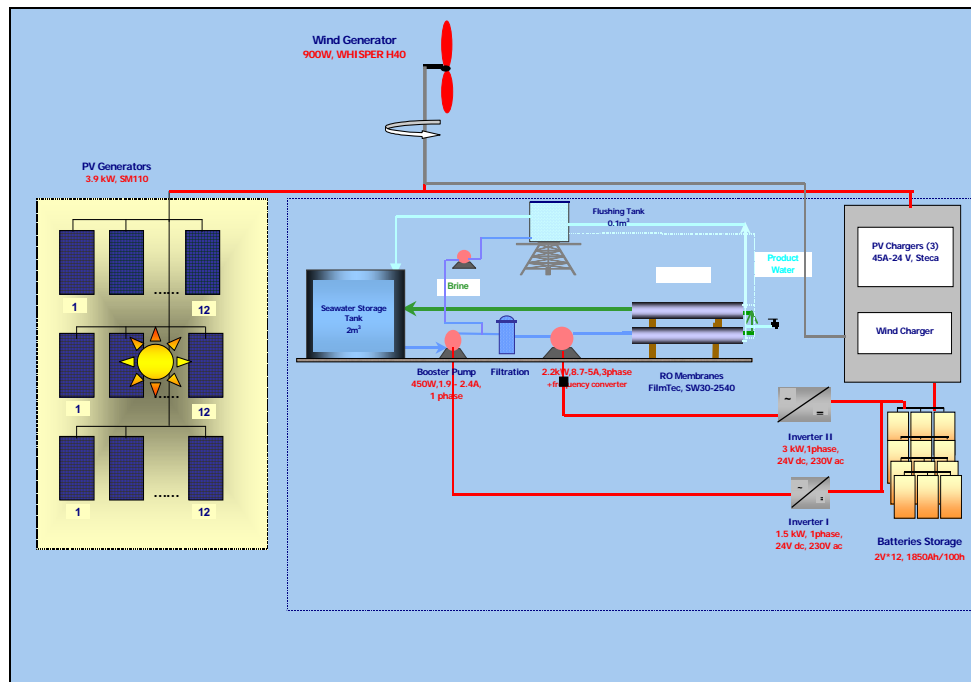 Wind Generator
900W, WHISPER H40
PV Generators
3.9 kW, SM110
1
12
1
12
1
12
Flushing Tank
0.1m³
Product
Water
PV Chargers (3)
45A-24 V, Steca
Wind Charger
Brine
Seawater Storage
Tank
2m³
Booster Pump
450W,1.9 - 2.4A,
1 phase
Filtration
2.2kW,8.7-5A,3phase
+frequency converter
RO Membranes
FilmTec, SW30-2540
Inverter II
3 kW,1phase,
24V dc, 230V ac
Inverter I
1.5 kW, 1phase,
24V dc, 230V ac
Batteries Storage
2V*12, 1850Ah/100h